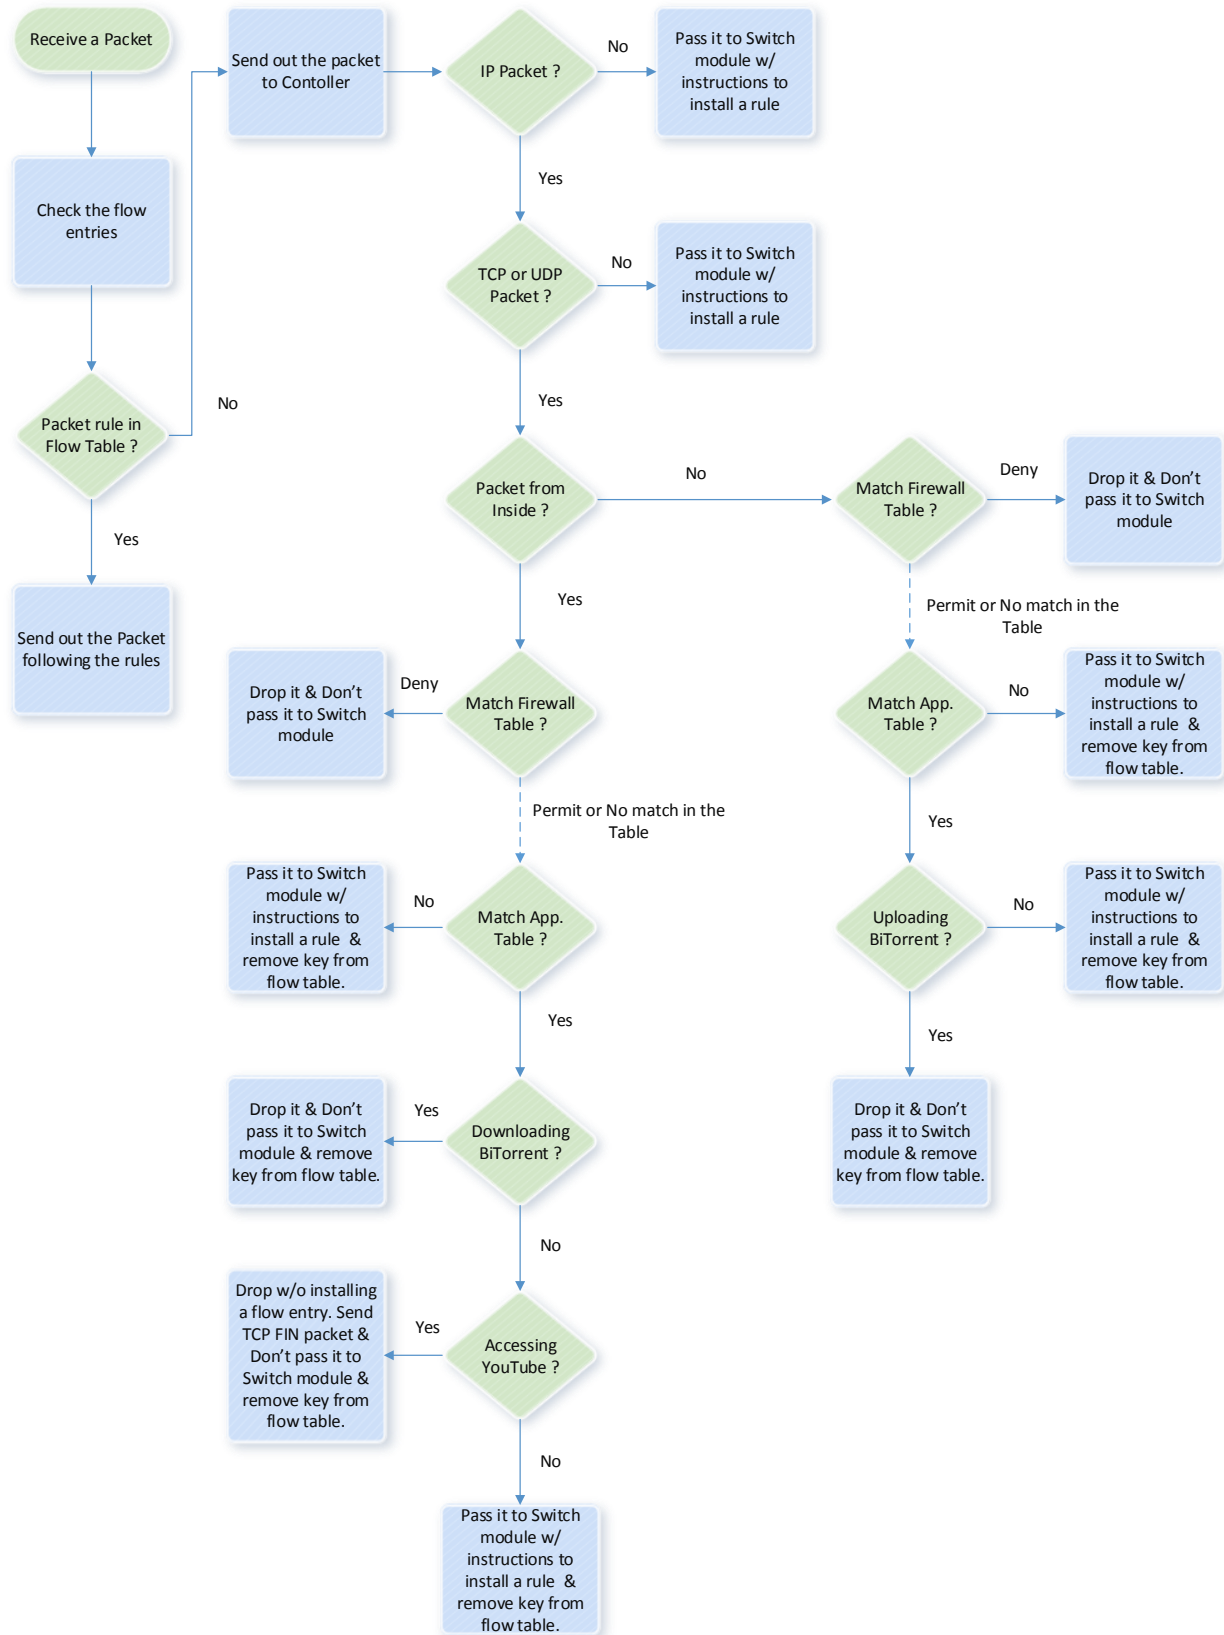 Receive a Packet
Check the flow
entries
Packet rule in
Flow Table ?
No
Yes
Send out the Packet
following the rules
Send out the packet
to Contoller
IP Packet ?
No
Pass it to Switch
module w/
instructions to
install a rule
Yes
TCP or UDP
Packet ?
No
Pass it to Switch
module w/
instructions to
install a rule
Yes
Packet from
Inside ?
No
Match Firewall
Table ?
Deny
Drop it & Don't
pass it to Switch
module
Permit or No match in the
Table
Match App.
Table ?
No
Pass it to Switch
module w/
instructions to
install a rule &
remove key from
flow table.
Yes
Uploading
BiTorrent ?
No
Pass it to Switch
module w/
instructions to
install a rule &
remove key from
flow table.
Yes
Drop it & Don't
pass it to Switch
module & remove
key from flow table.
Yes
Match Firewall
Table ?
Deny
Drop it & Don't
pass it to Switch
module
Permit or No match in the
Table
Match App.
Table ?
No
Pass it to Switch
module w/
instructions to
install a rule &
remove key from
flow table.
Yes
Downloading
BiTorrent ?
Yes
Drop it & Don't
pass it to Switch
module & remove
key from flow table.
No
Accessing
YouTube ?
Yes
Drop w/o installing
a flow entry. Send
TCP FIN packet &
Don't pass it to
Switch module &
remove key from
flow table.
No
Pass it to Switch
module w/
instructions to
install a rule &
remove key from
flow table.